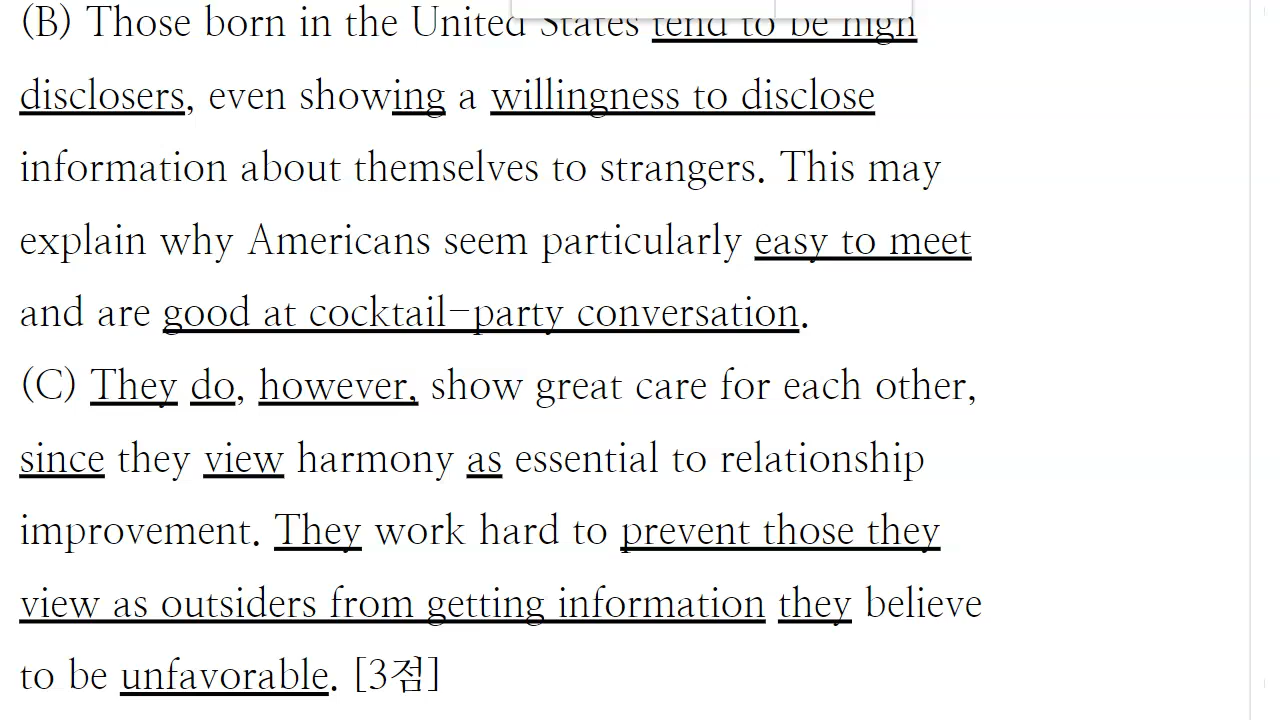 (B) Those born in the United States tend to be high
disclosers, even showing a willingness to disclose
information about themselves to strangers. This may
explain why Americans seem particularly easy to meet
and are good at cocktail-party conversation.
(C) They do, however, show great care for each other,
since they view harmony as essential to relationship
improvement. They work hard to prevent those they
view as outsiders from getting information they believe
to be unfavorable. [3점]